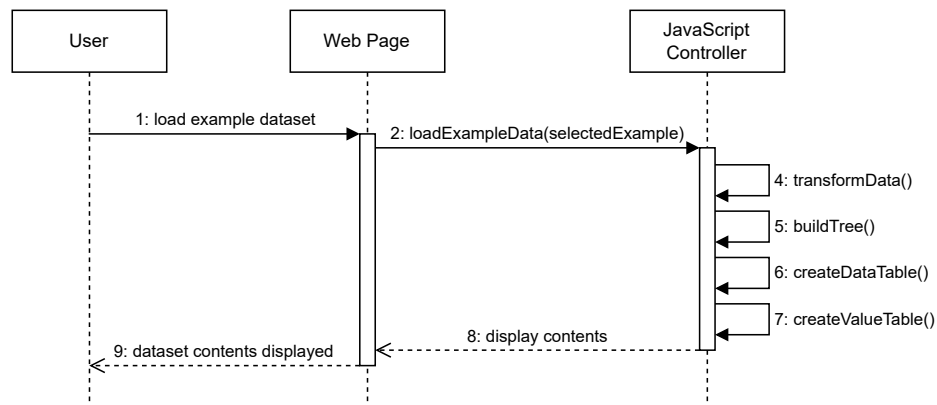 User
Web Page
JavaScript
Controller
1: load example dataset
2: loadExampleData(selectedExample)
4: transformData()
5: buildTree()
6: createDataTable()
7: createValueTable()
8: display contents
9: dataset contents displayed